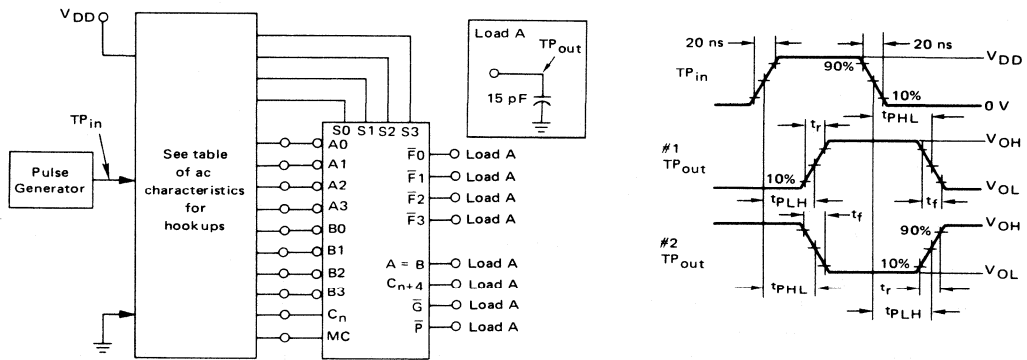 VDD
TPin
Pulse
Generator
See table
of ac
characteristics
for
hookups
S0 S1 S2 S3
A0
A1
A2
A3
B0
B1
B2
B3
Cn
MC
F̅0
F̅1
F̅2
F̅3
A = B
Cn+4
G̅
P̅
Load A
Load A
Load A
Load A
Load A
Load A
Load A
Load A
Load A
TPout
15 pF
20 ns
20 ns
TPin
90%
10%
VDD
0 V
tPHL
tr
#1
TPout
10%
tPLH
tf
VOH
VOL
tf
#2
TPout
90%
10%
VOH
VOL
tPHL
tr
tPLH